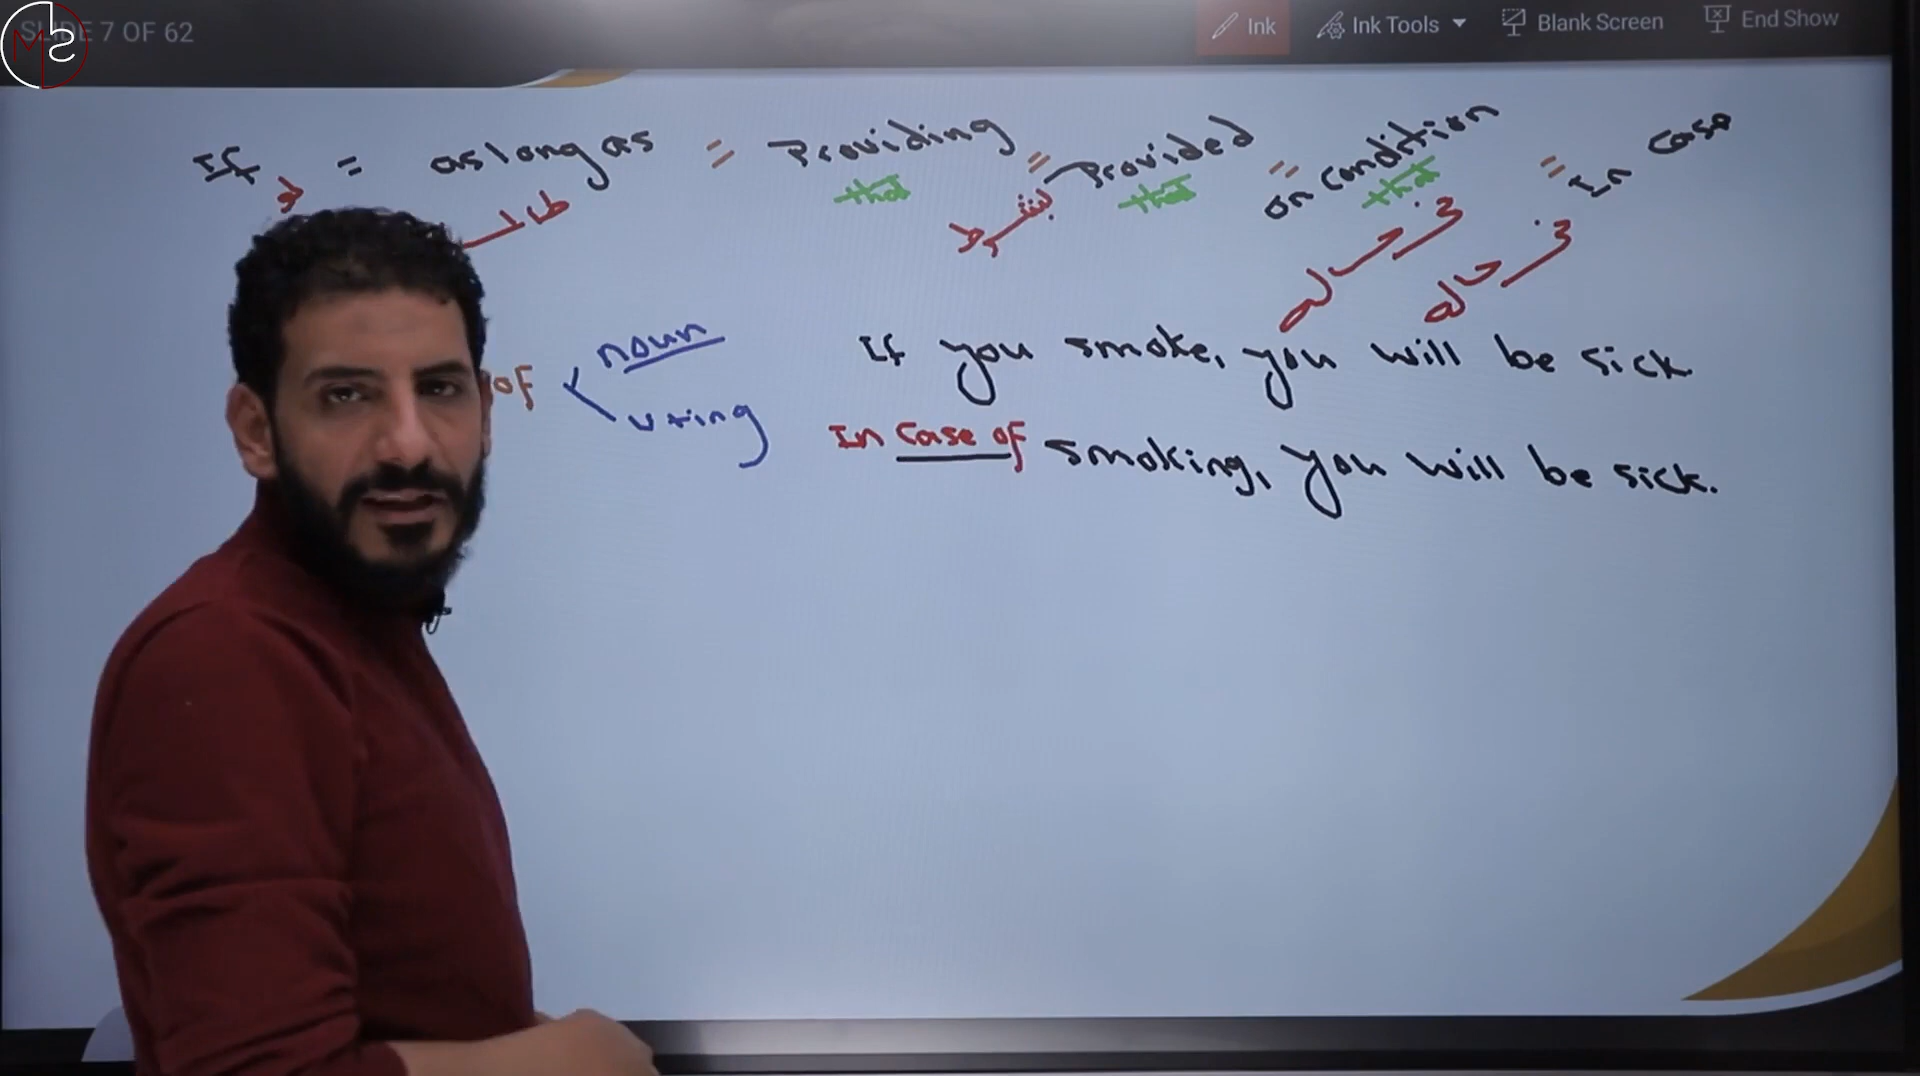 SLIDE 7 OF 62
Ink Ink Tools Blank Screen End Show
If = as long as = Providing = Provided = on condition = In case
that that that
طالما بشرط في حالة في حالة
If you smoke, you will be sick.
of noun
v+ing
In case of smoking, you will be sick.